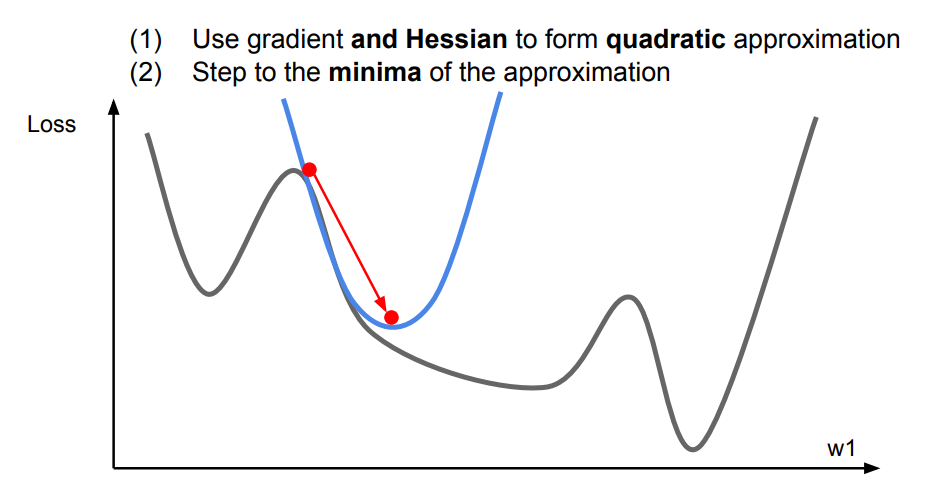 (1) Use gradient and Hessian to form quadratic approximation
(2) Step to the minima of the approximation
Loss
w1